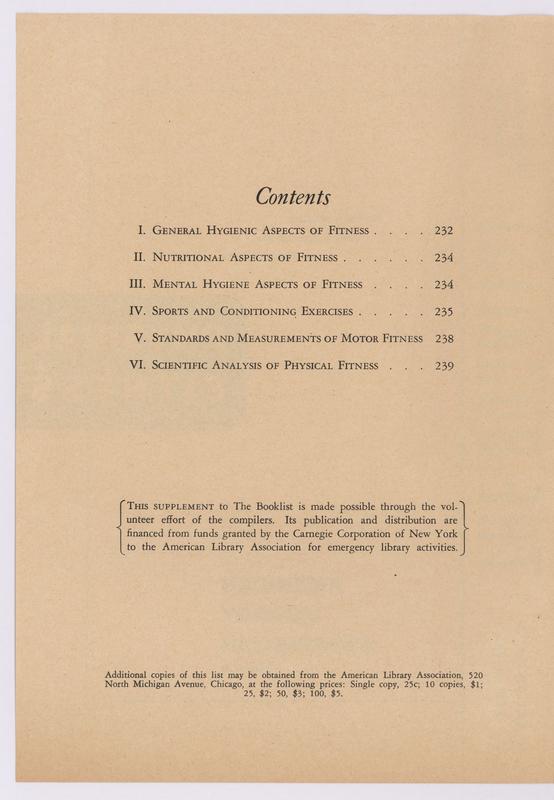 Contents
I. General Hygienic Aspects of Fitness . . . . 232
II. Nutritional Aspects of Fitness . . . . . . 234
III. Mental Hygiene Aspects of Fitness . . . . 234
IV. Sports and Conditioning Exercises . . . . . 235
V. Standards and Measurements of Motor Fitness 238
VI. Scientific Analysis of Physical Fitness . . . 239
This supplement to The Booklist is made possible through the vol-
unteer effort of the compilers. Its publication and distribution are
financed from funds granted by the Carnegie Corporation of New York
to the American Library Association for emergency library activities.
Additional copies of this list may be obtained from the American Library Association, 520
North Michigan Avenue, Chicago, at the following prices: Single copy, 25c; 10 copies, $1;
25, $2; 50, $3; 100, $5.